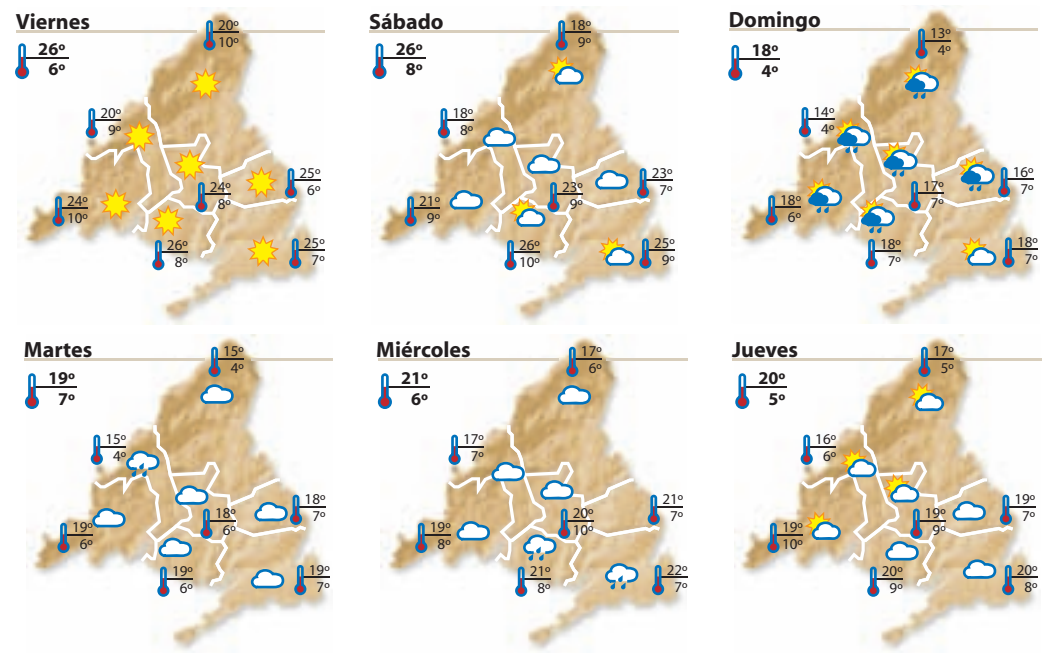 Viernes
26º
6º
20º
10º
20º
9º
25º
6º
24º
8º
24º
10º
26º
8º
25º
7º
Sábado
26º
8º
18º
9º
18º
8º
23º
7º
23º
9º
21º
9º
26º
10º
25º
9º
Domingo
18º
4º
13º
4º
14º
4º
16º
7º
17º
7º
18º
6º
18º
7º
18º
7º
Martes
19º
7º
15º
4º
15º
4º
18º
7º
18º
6º
19º
6º
19º
6º
19º
7º
Miércoles
21º
6º
17º
6º
17º
7º
21º
7º
20º
10º
19º
8º
21º
8º
22º
7º
Jueves
20º
5º
17º
5º
16º
6º
19º
7º
19º
9º
19º
10º
20º
9º
20º
8º